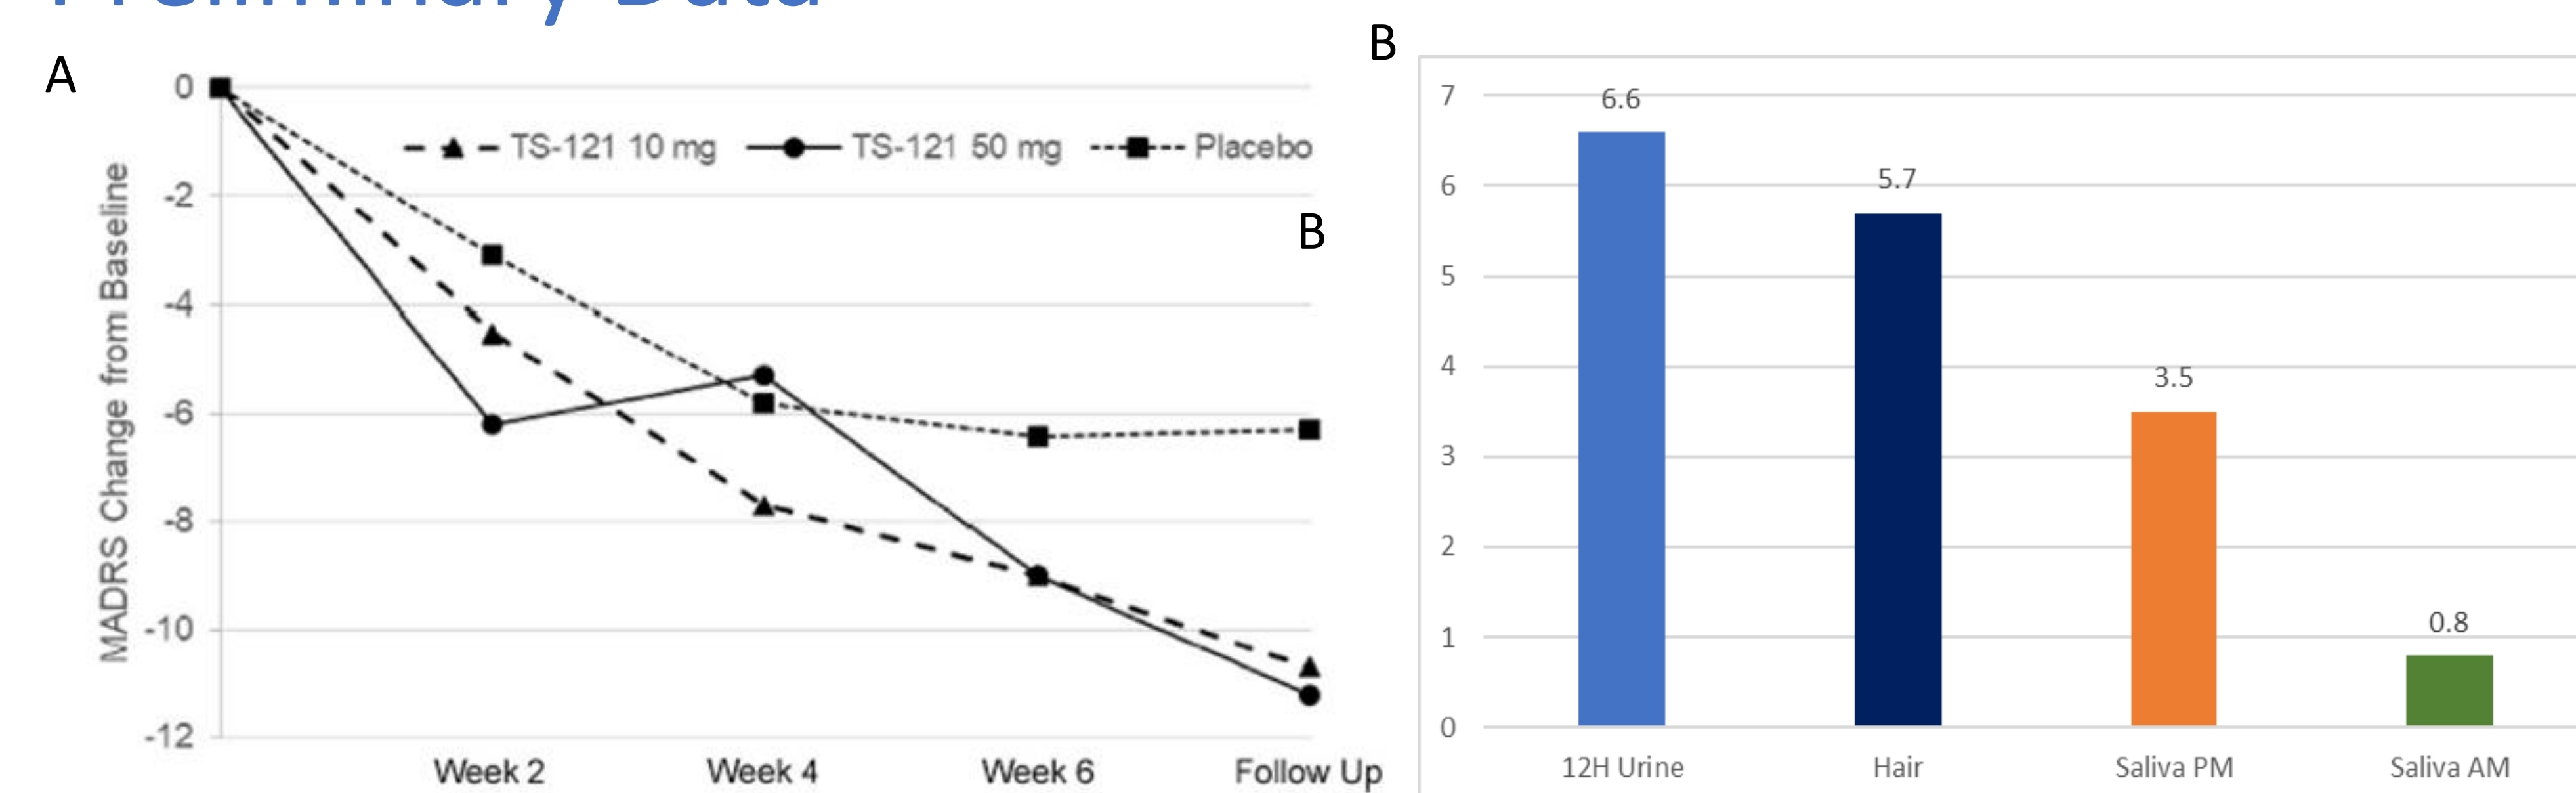 Preliminary Data
A
MADRS Change from Baseline
0
-2
-4
-6
-8
-10
-12
TS-121 10 mg TS-121 50 mg Placebo
Week 2 Week 4 Week 6 Follow Up
B
B
7
6
5
4
3
2
1
0
6.6
5.7
3.5
0.8
12H Urine Hair Saliva PM Saliva AM